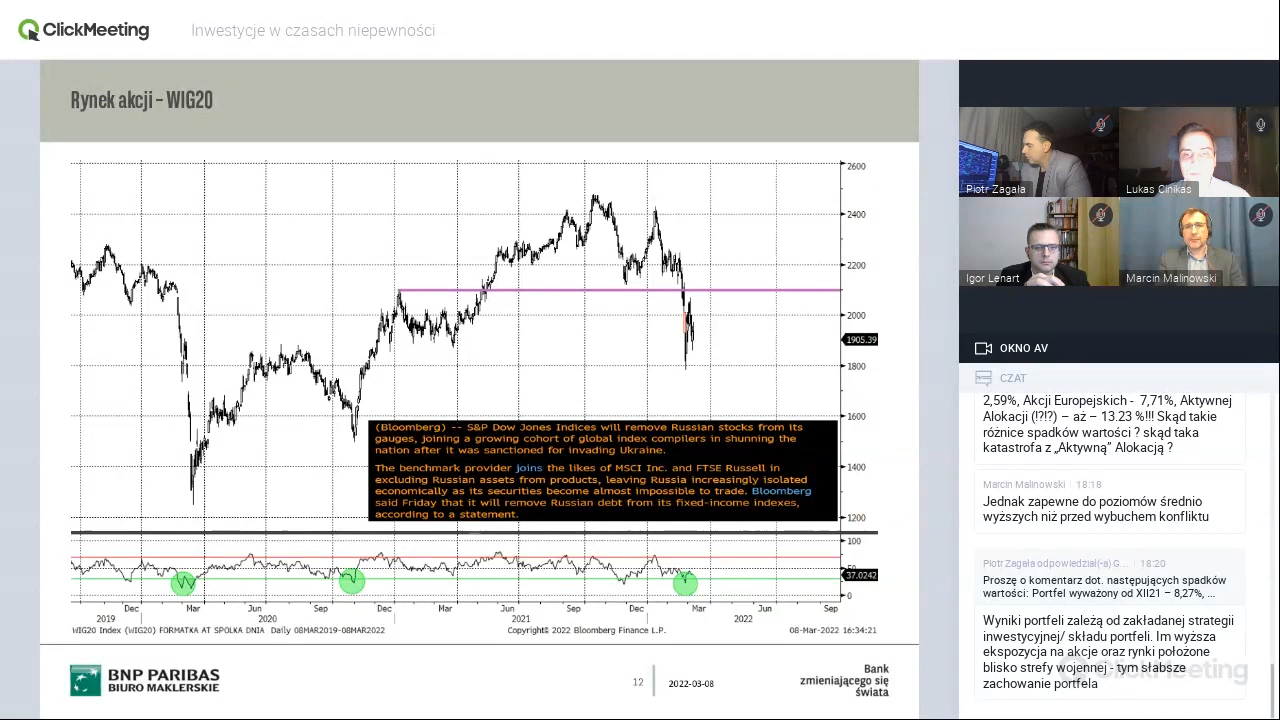 ClickMeeting
Inwestycje w czasach niepewności
Rynek akcji – WIG20
2600
2400
2200
2000
1905.39
1800
1600
1400
1200
(Bloomberg) -- S&P Dow Jones Indices will remove Russian stocks from its
gauges, joining a growing cohort of global index compilers in shunning the
nation after it was sanctioned for invading Ukraine.
The benchmark provider joins the likes of MSCI Inc. and FTSE Russell in
excluding Russian assets from products, leaving Russia increasingly isolated
economically as its securities become almost impossible to trade. Bloomberg
said Friday that it will remove Russian debt from its fixed-income indexes,
according to a statement.
100
50
37.0242
0
Dec Mar Jun Sep Dec Mar Jun Sep Dec Mar Jun Sep
2019 2020 2021 2022
WIG20 Index (WIG20) FORMATKA AT SPOLKA DNIA Daily 08MAR2019-08MAR2022
Copyright© 2022 Bloomberg Finance L.P.
08-Mar-2022 16:34:21
BNP PARIBAS
BIURO MAKLERSKIE
12
2022-03-08
Bank
zmieniającego się
świata
Piotr Zagała
Lukas Cinikas
Igor Lenart
Marcin Malinowski
OKNO AV
CZAT
2,59%, Akcji Europejskich - 7,71%, Aktywnej
Alokacji (!?!?) – aż – 13.23 %!!! Skąd takie
różnice spadków wartości ? skąd taka
katastrofa z „Aktywną” Alokacją ?
Marcin Malinowski 18:18
Jednak zapewne do poziomów średnio
wyższych niż przed wybuchem konfliktu
Piotr Zagała odpowiedział(-a) G... 18:20
Proszę o komentarz dot. następujących spadków
wartości: Portfel wyważony od XII21 – 8,27%, ...
Wyniki portfeli zależą od zakładanej strategii
inwestycyjnej/ składu portfeli. Im wyższa
ekspozycja na akcje oraz rynki położone
blisko strefy wojennej - tym słabsze
zachowanie portfela
ClickMeeting